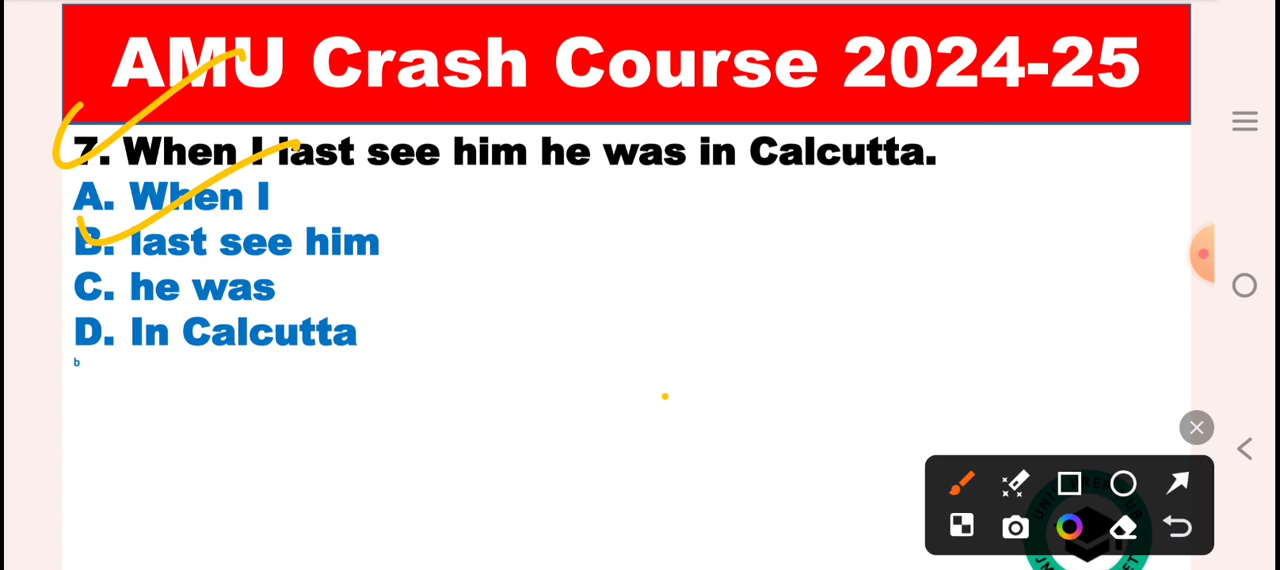 AMU Crash Course 2024-25
7. When I last see him he was in Calcutta.
A. When I
B. last see him
C. he was
D. In Calcutta
b